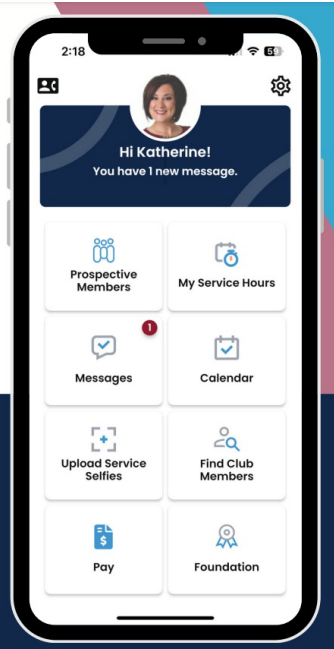 2:18
59
Hi Katherine!
You have 1 new message.
Prospective
Members
My Service Hours
1
Messages
Calendar
Upload Service
Selfies
Find Club
Members
$
Pay
Foundation